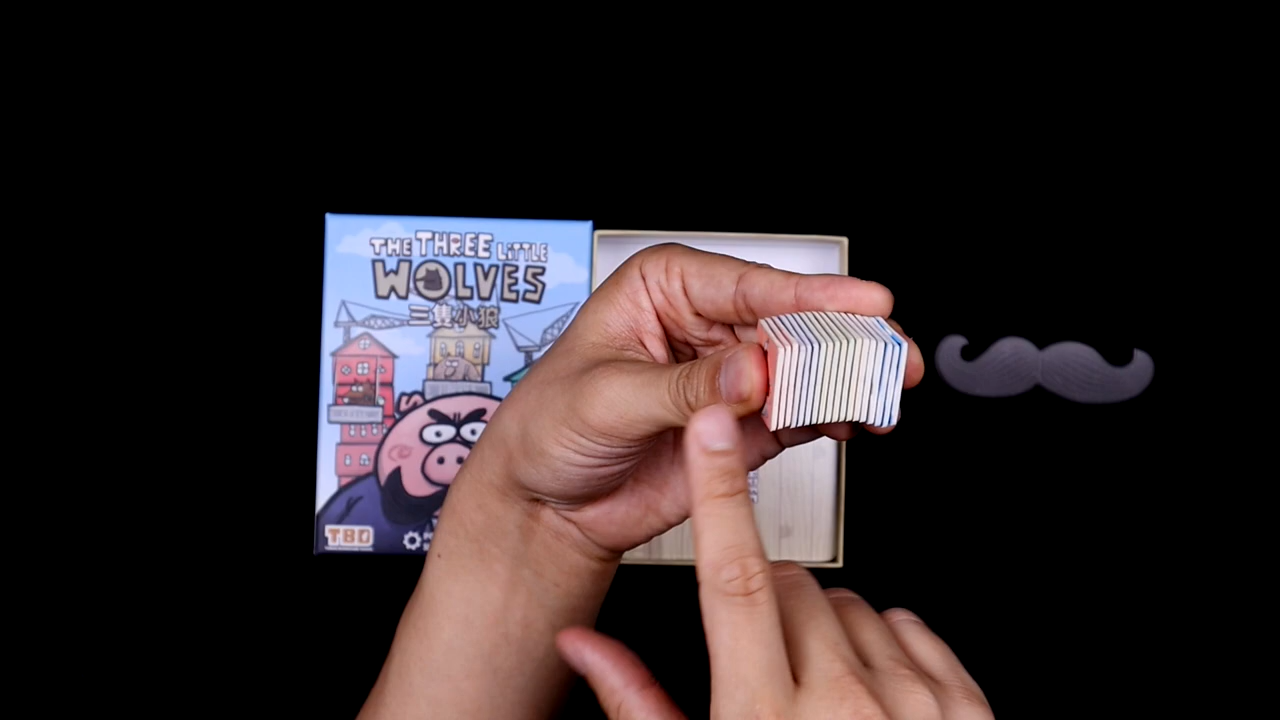 THE THREE LITTLE
WOLVES
三隻小狼
TBD